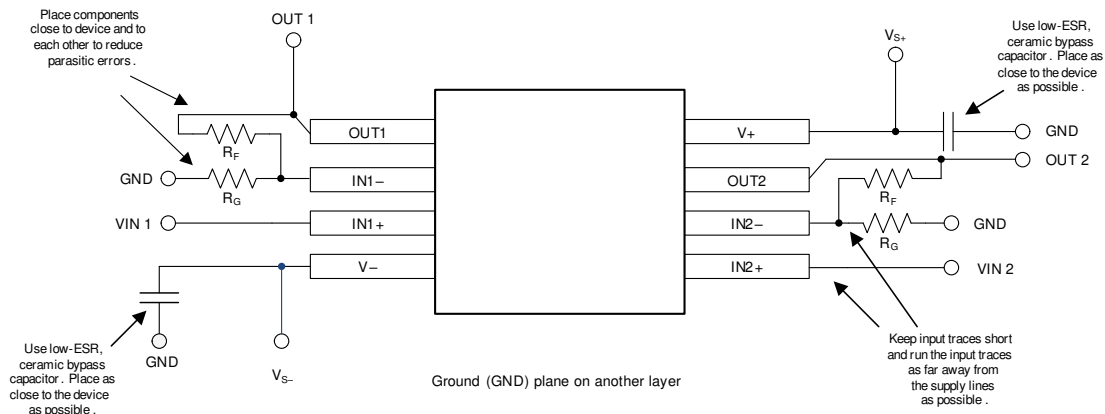 Place components
close to device and to
each other to reduce
parasitic errors .
OUT 1
VS+
Use low-ESR,
ceramic bypass
capacitor . Place as
close to the device
as possible .
OUT1
V+
GND
RF
OUT2
OUT 2
GND
RG
IN1−
RF
VIN 1
IN1+
IN2−
RG
GND
V−
IN2+
VIN 2
GND
VS−
Use low-ESR,
ceramic bypass
capacitor . Place as
close to the device
as possible .
Keep input traces short
and run the input traces
as far away from
the supply lines
as possible .
Ground (GND) plane on another layer